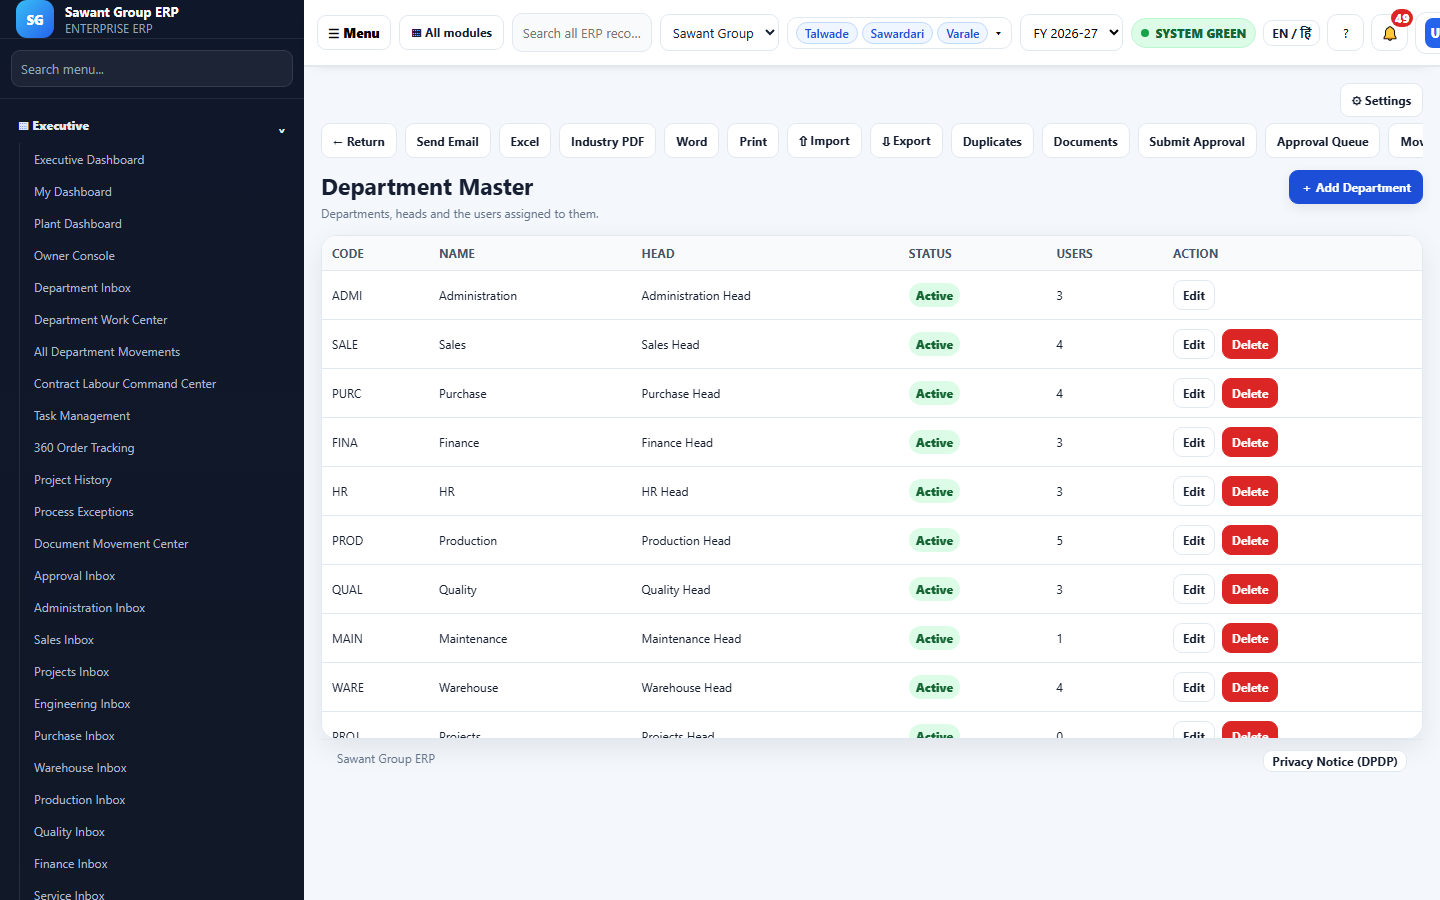 SG
Sawant Group ERP
ENTERPRISE ERP
Search menu...
Executive
Executive Dashboard
My Dashboard
Plant Dashboard
Owner Console
Department Inbox
Department Work Center
All Department Movements
Contract Labour Command Center
Task Management
360 Order Tracking
Project History
Process Exceptions
Document Movement Center
Approval Inbox
Administration Inbox
Sales Inbox
Projects Inbox
Engineering Inbox
Purchase Inbox
Warehouse Inbox
Production Inbox
Quality Inbox
Finance Inbox
Service Inbox
☰ Menu All modules Search all ERP reco... Sawant Group Talwade Sawardari Varale FY 2026-27 SYSTEM GREEN EN / हिं ? 49 U
⚙ Settings
← Return Send Email Excel Industry PDF Word Print ⇧ Import ⇩ Export Duplicates Documents Submit Approval Approval Queue Mov
Department Master
+ Add Department
Departments, heads and the users assigned to them.
CODE NAME HEAD STATUS USERS ACTION
ADMI Administration Administration Head Active 3 Edit
SALE Sales Sales Head Active 4 Edit Delete
PURC Purchase Purchase Head Active 4 Edit Delete
FINA Finance Finance Head Active 3 Edit Delete
HR HR HR Head Active 3 Edit Delete
PROD Production Production Head Active 5 Edit Delete
QUAL Quality Quality Head Active 3 Edit Delete
MAIN Maintenance Maintenance Head Active 1 Edit Delete
WARE Warehouse Warehouse Head Active 4 Edit Delete
PROJ Projects Projects Head Active 0 Edit Delete
Sawant Group ERP
Privacy Notice (DPDP)